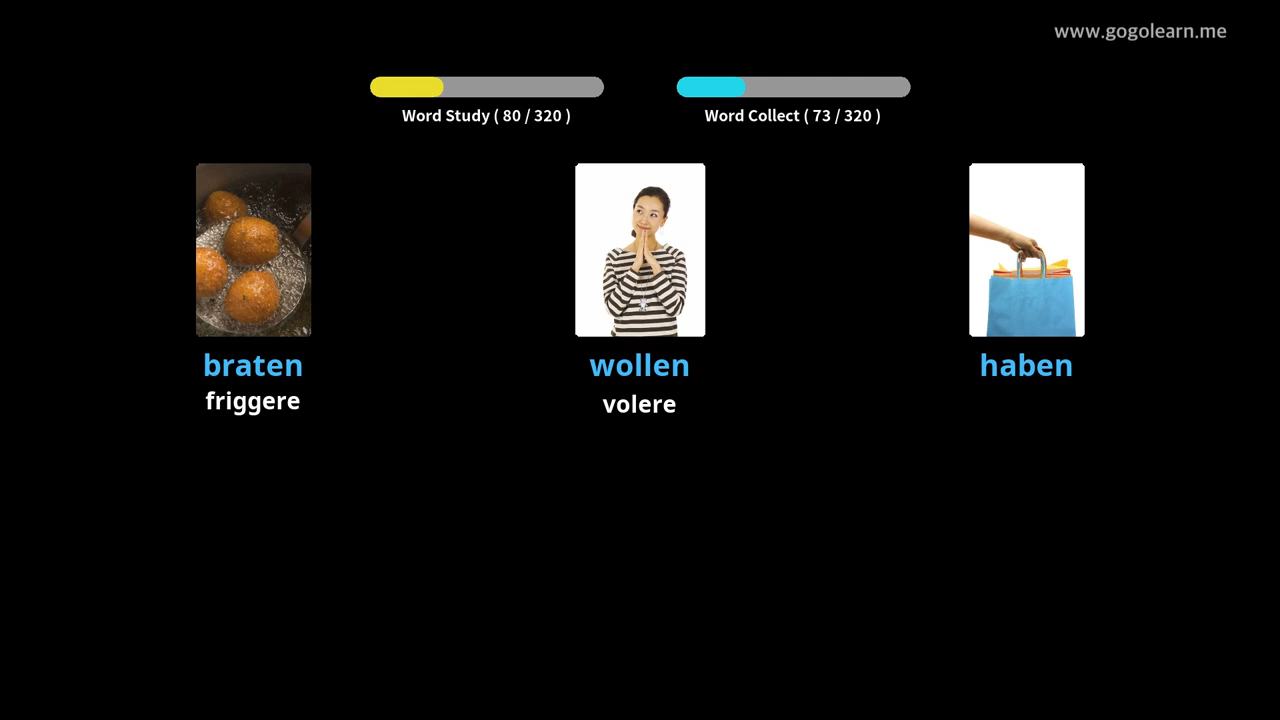 www.gogolearn.me
Word Study ( 80 / 320 )
Word Collect ( 73 / 320 )
braten
friggere
wollen
volere
haben